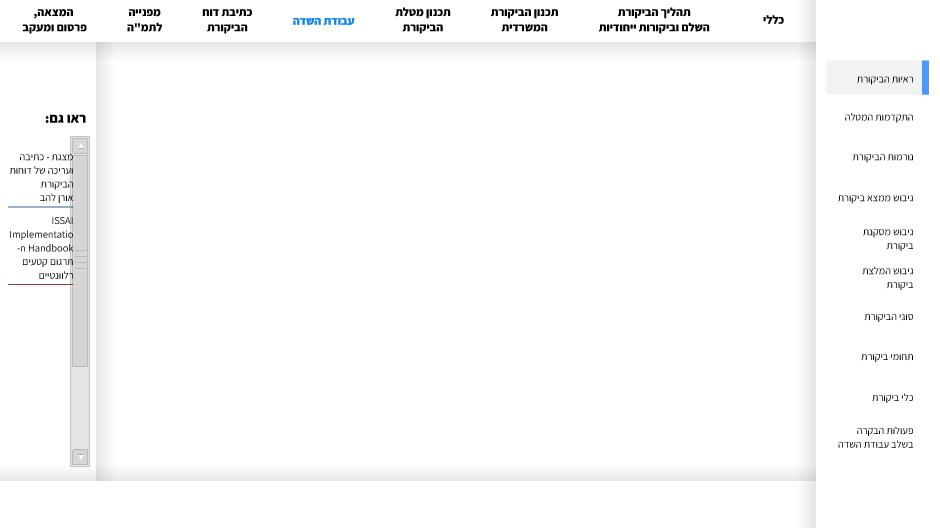 כללי
תהליך הביקורת
השלם וביקורות ייחודיות
תכנון הביקורת
המשרדית
תכנון מטלת
הביקורת
עבודת השדה
כתיבת דוח
הביקורת
מפנייה
לתמ"ה
המצאה,
פרסום ומעקב
ראיות הביקורת
התקדמות המטלה
נורמות הביקורת
גיבוש ממצא ביקורת
גיבוש מסקנת
ביקורת
גיבוש המלצת
ביקורת
סוגי הביקורת
תחומי ביקורת
כלי ביקורת
פעולות הבקרה
בשלב עבודת השדה
ראו גם:
מצגת - כתיבה
ועריכה של דוחות
הביקורת
אורן להב
ISSAI
Implementatio
n Handbook-
תרגום קטעים
רלוונטיים